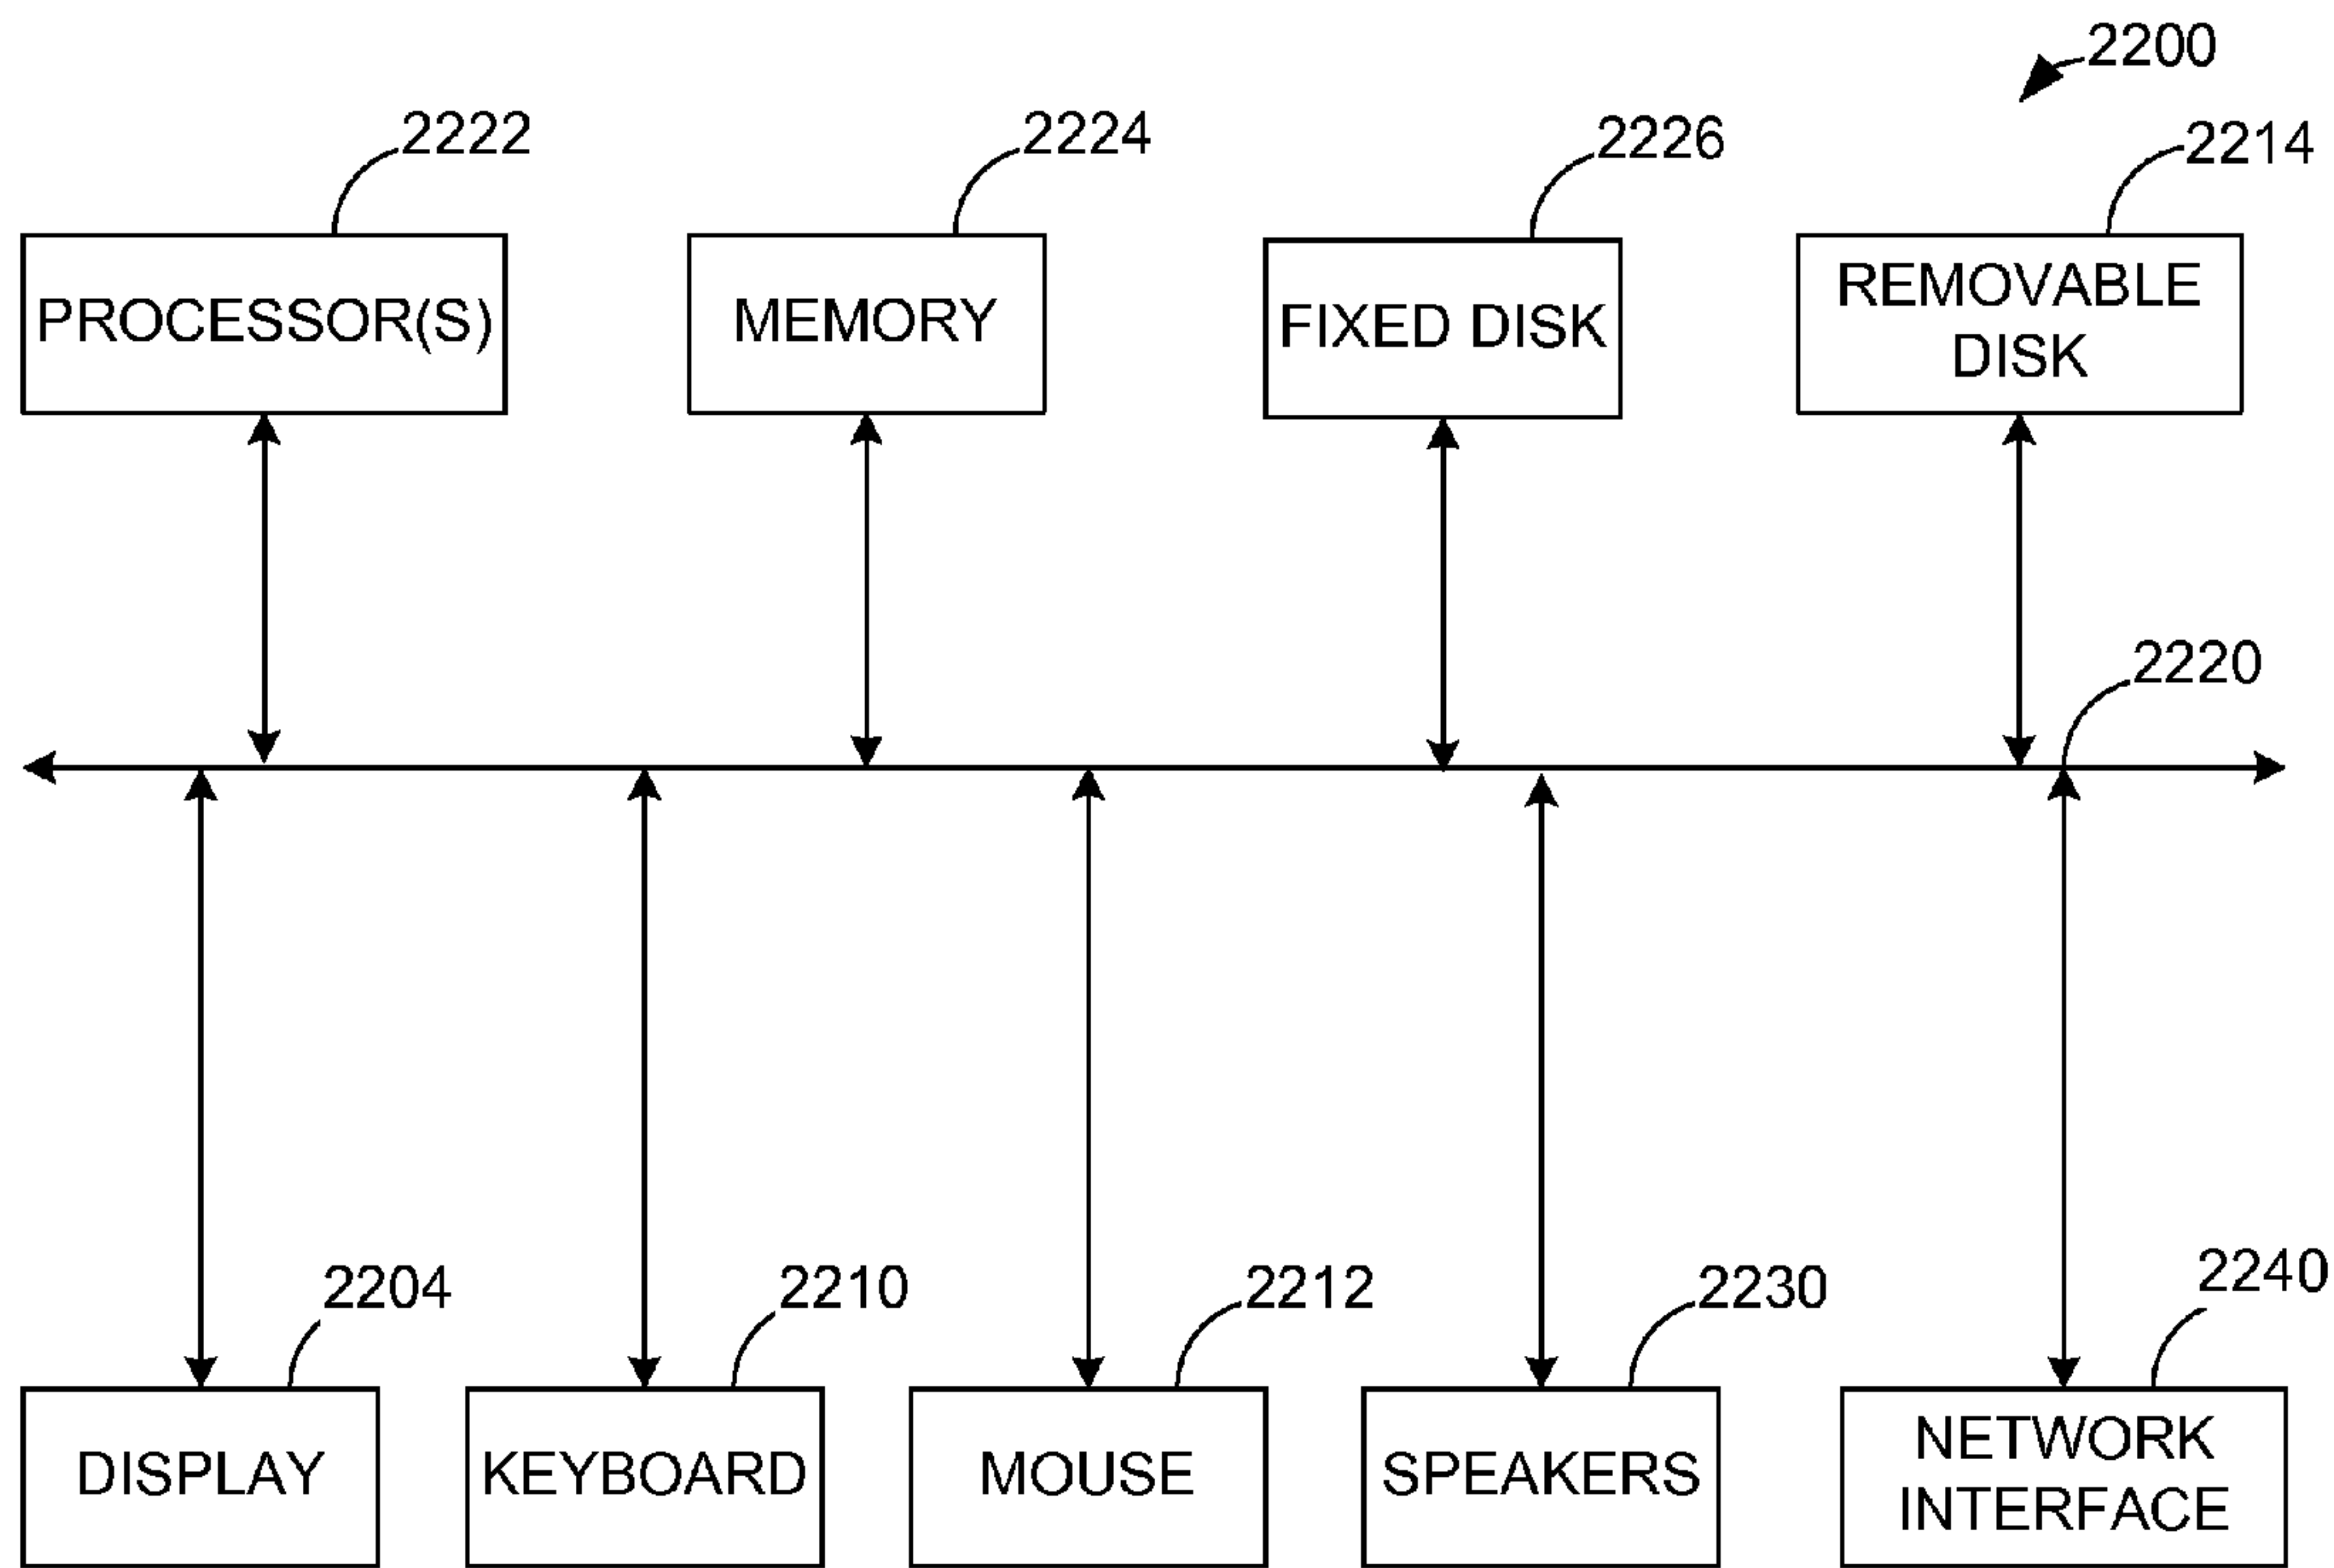 2200
2222
2224
2226
2214
PROCESSOR(S)
MEMORY
FIXED DISK
REMOVABLE
DISK
2220
2204
2210
2212
2230
2240
DISPLAY
KEYBOARD
MOUSE
SPEAKERS
NETWORK
INTERFACE